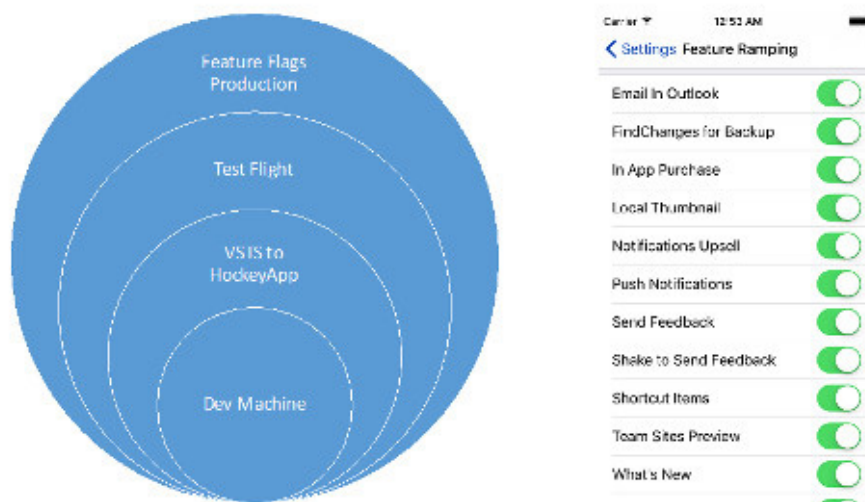 Feature Flags
Production
Test Flight
VSTS to
HockeyApp
Dev Machine
Carrier 12:53 AM
Settings Feature Ramping
Email In Outlook
FindChanges for Backup
In App Purchase
Local Thumbnail
Notifications Upsell
Push Notifications
Send Feedback
Shake to Send Feedback
Shortcut Items
Team Sites Preview
What's New